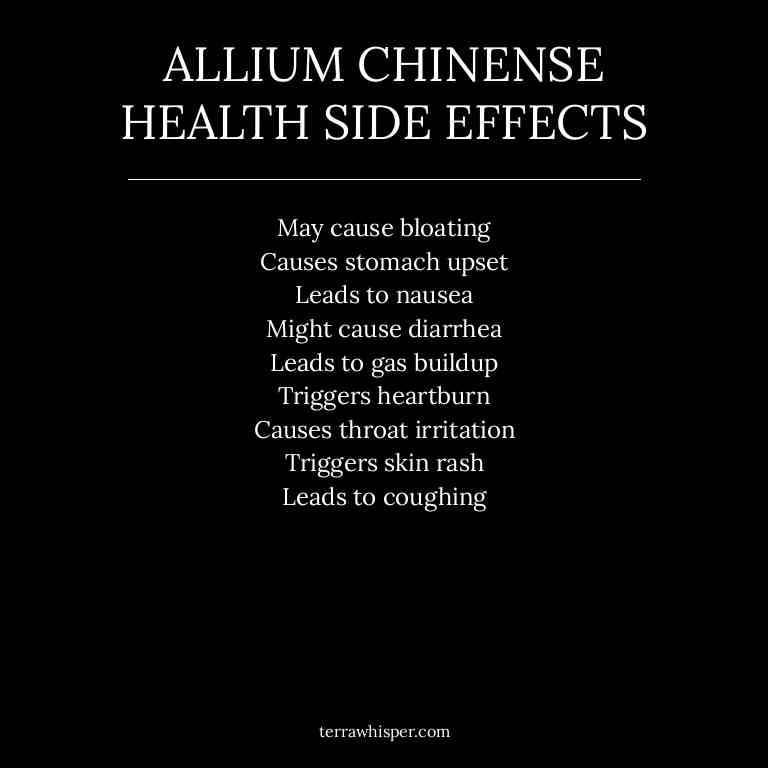 ALLIUM CHINENSE
HEALTH SIDE EFFECTS
May cause bloating
Causes stomach upset
Leads to nausea
Might cause diarrhea
Leads to gas buildup
Triggers heartburn
Causes throat irritation
Triggers skin rash
Leads to coughing
terrawhisper.com